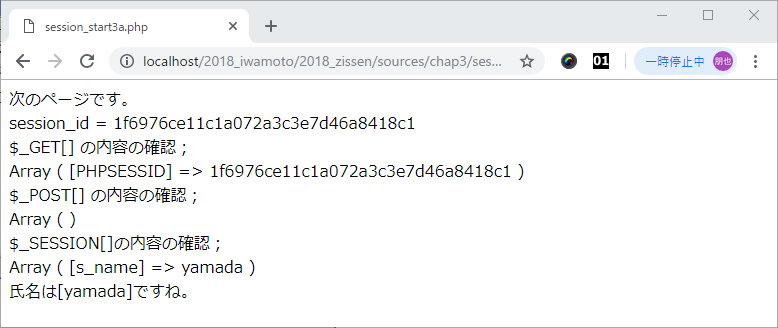 session_start3a.php
localhost/2018_iwamoto/2018_zissen/sources/chap3/ses...
01
一時停止中
朋也
次のページです。
session_id = 1f6976ce11c1a072a3c3e7d46a8418c1
$_GET[] の内容の確認；
Array ( [PHPSESSID] => 1f6976ce11c1a072a3c3e7d46a8418c1 )
$_POST[] の内容の確認；
Array ( )
$_SESSION[]の内容の確認；
Array ( [s_name] => yamada )
氏名は[yamada]ですね。